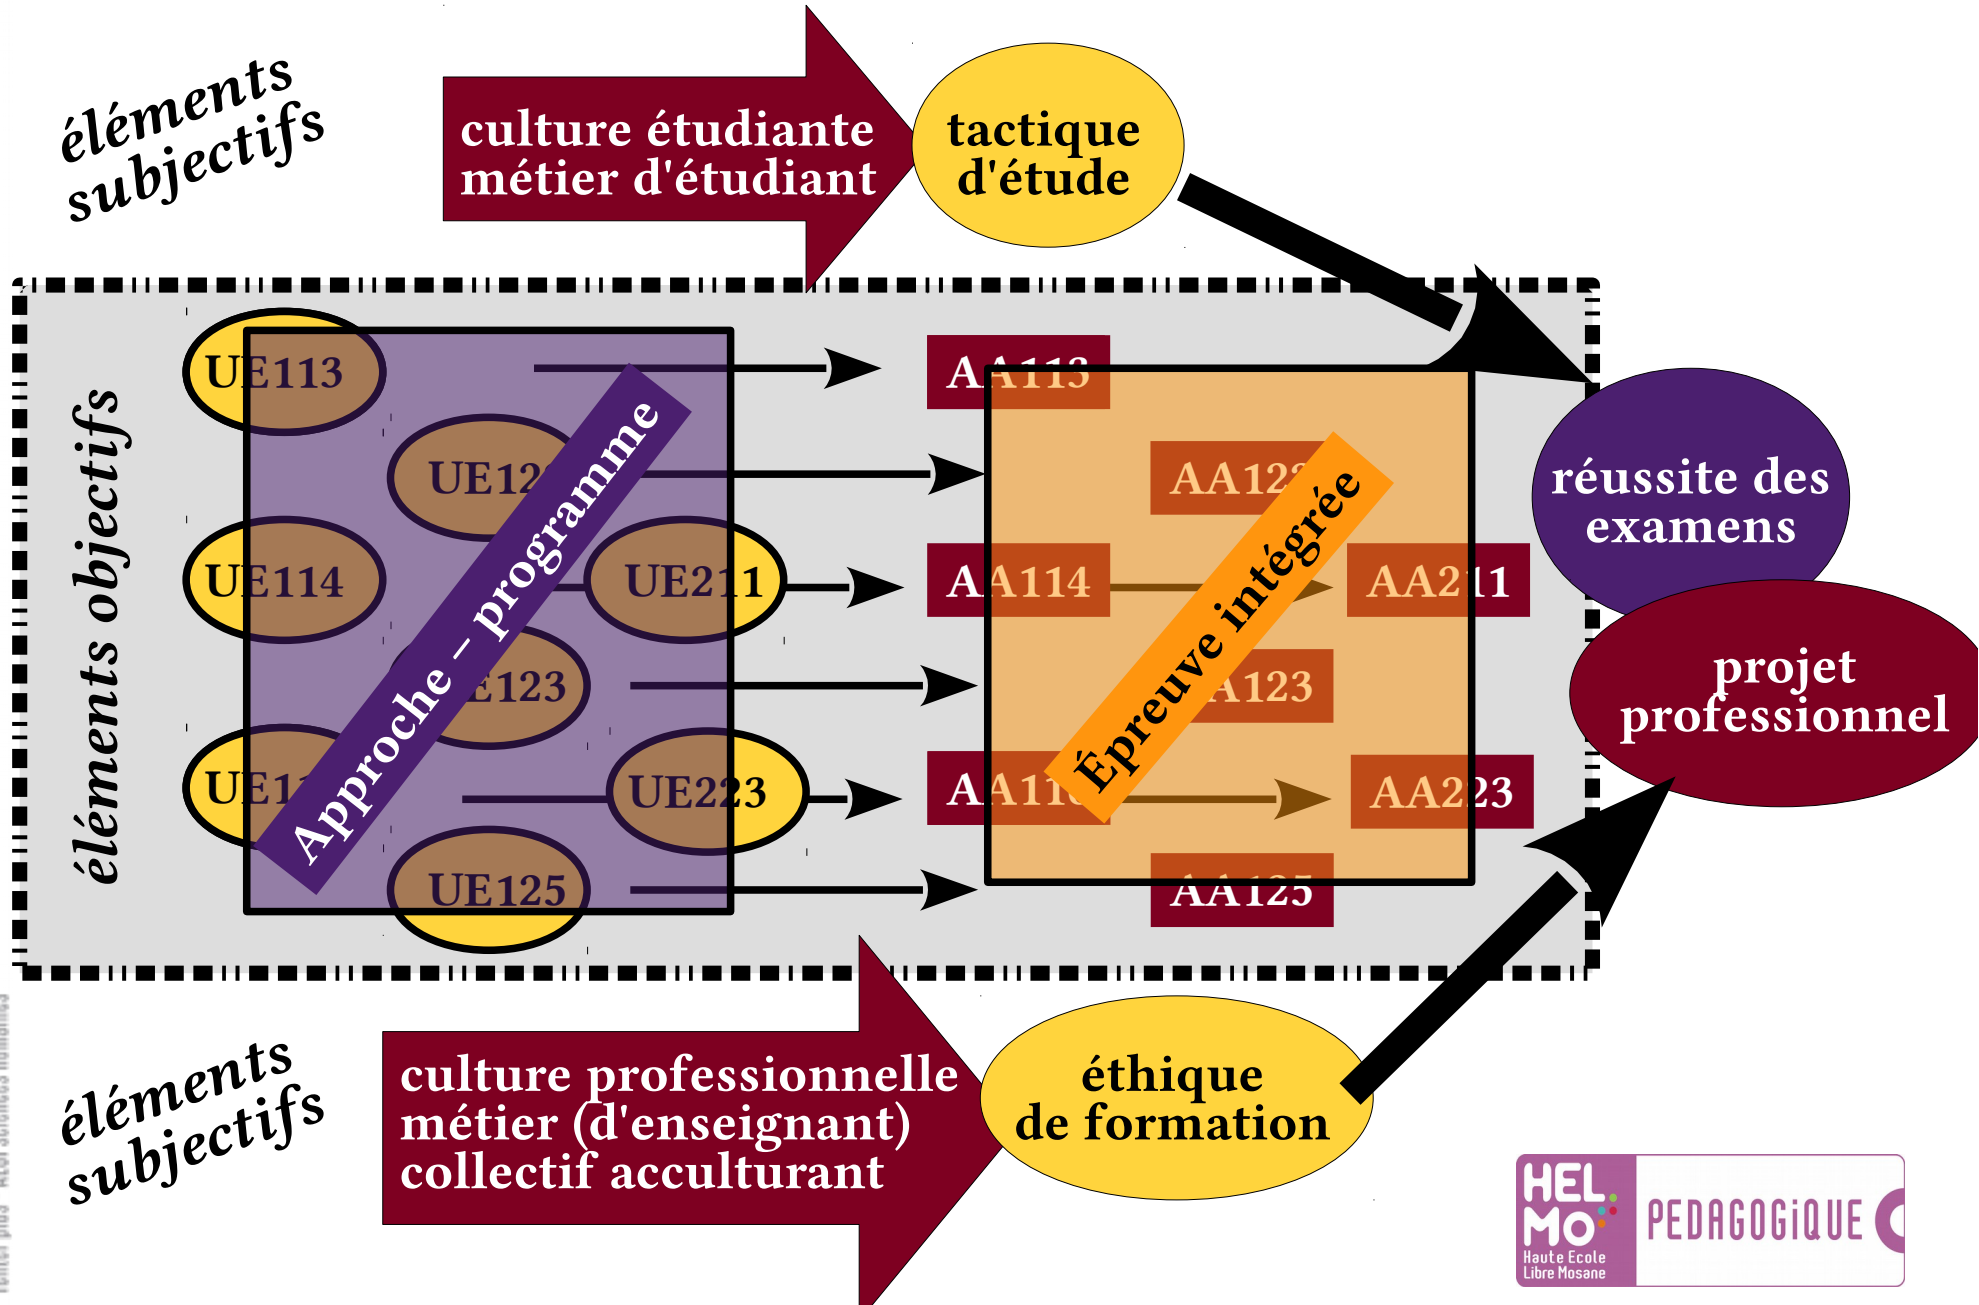 éléments
subjectifs
culture étudiante
métier d'étudiant
tactique
d'étude
éléments objectifs
UE113
UE114
UE211
UE223
UE125
Approche – programme
AA113
AA114
AA211
AA223
AA125
Épreuve intégrée
réussite des
examens
projet
professionnel
éléments
subjectifs
culture professionnelle
métier (d'enseignant)
collectif acculturant
éthique
de formation
HEL
MO
Haute Ecole
Libre Mosane
PEDAGOGiQUE